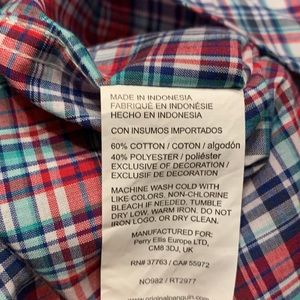 MADE IN INDONESIA
FABRIQUÉ EN INDONÉSIE
HECHO EN INDONESIA
CON INSUMOS IMPORTADOS
60% COTTON / COTON / algodón
40% POLYESTER / poliéster
EXCLUSIVE OF DECORATION /
EXCLUSIF DE DÉCORATION /
MACHINE WASH COLD WITH
LIKE COLORS. NON-CHLORINE
BLEACH IF NEEDED. TUMBLE
DRY LOW. WARM IRON. DO NOT
IRON LOGO. OR DRY CLEAN.
MANUFACTURED FOR:
Perry Ellis Europe LTD,
CM8 3DJ, UK
RN# 37763 / CA# 55972
NO982 / RT2977
www.originalpenguin.com